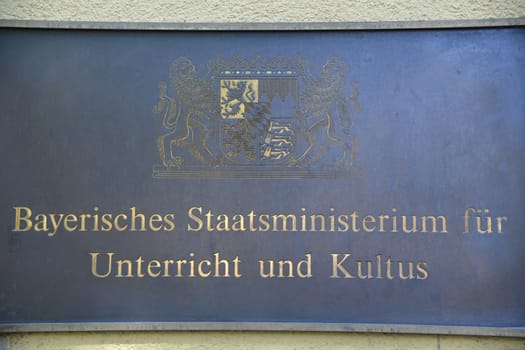 Bayerisches Staatsministerium für
Unterricht und Kultus